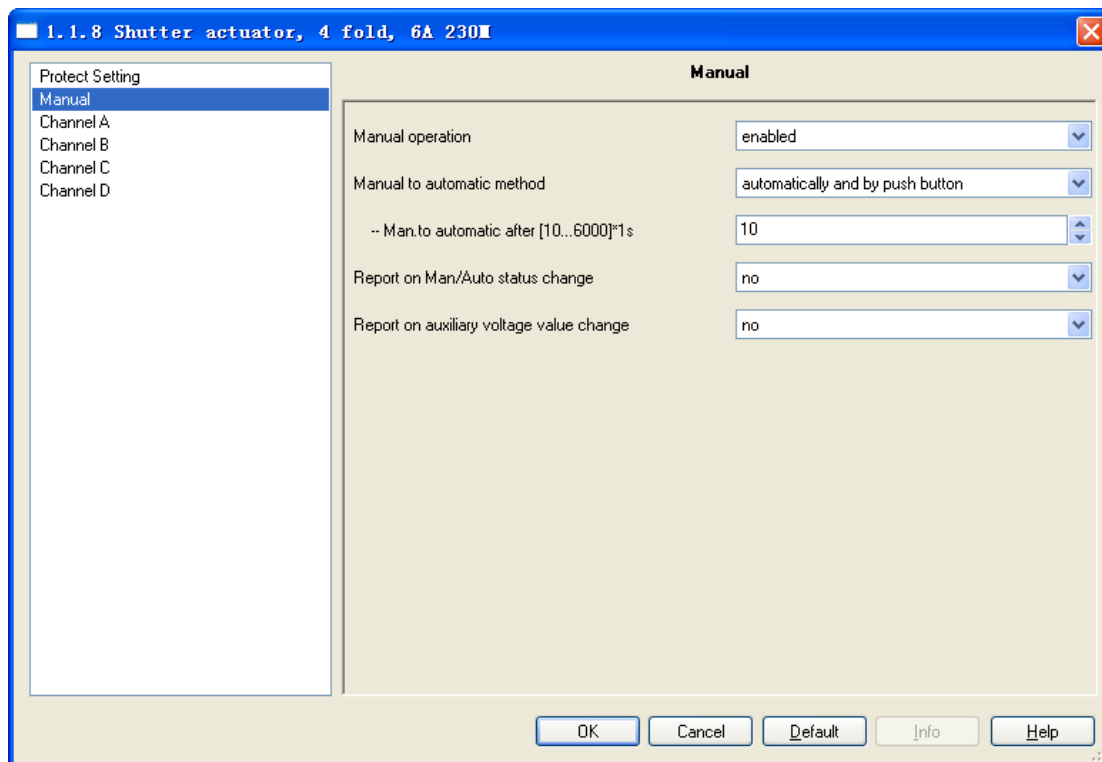 1.1.8 Shutter actuator, 4 fold, 6A 230M
Protect Setting
Manual
Channel A
Channel B
Channel C
Channel D
Manual
Manual operation enabled
Manual to automatic method automatically and by push button
-- Man.to automatic after [10...6000]*1s 10
Report on Man/Auto status change no
Report on auxiliary voltage value change no
OK Cancel Default Info Help